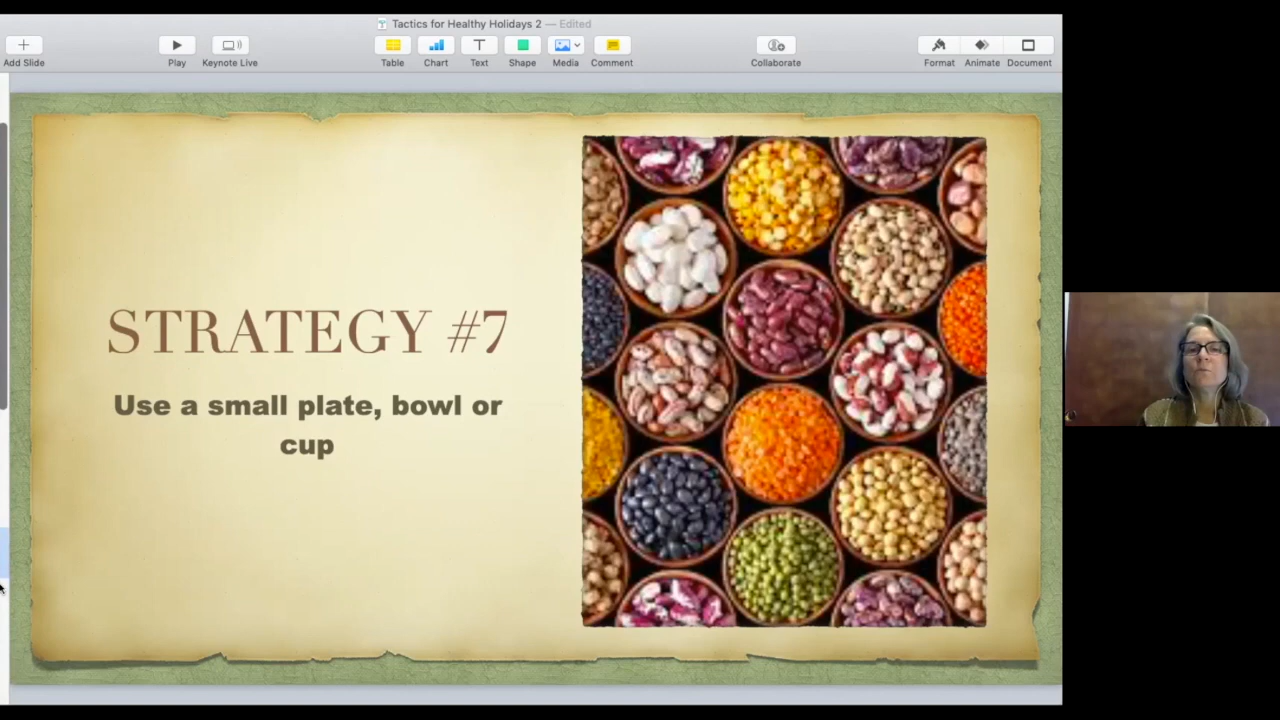 Tactics for Healthy Holidays 2 — Edited
Add Slide
Play
Keynote Live
Table
Chart
Text
Shape
Media
Comment
Collaborate
Format
Animate
Document
STRATEGY #7
Use a small plate, bowl or
cup